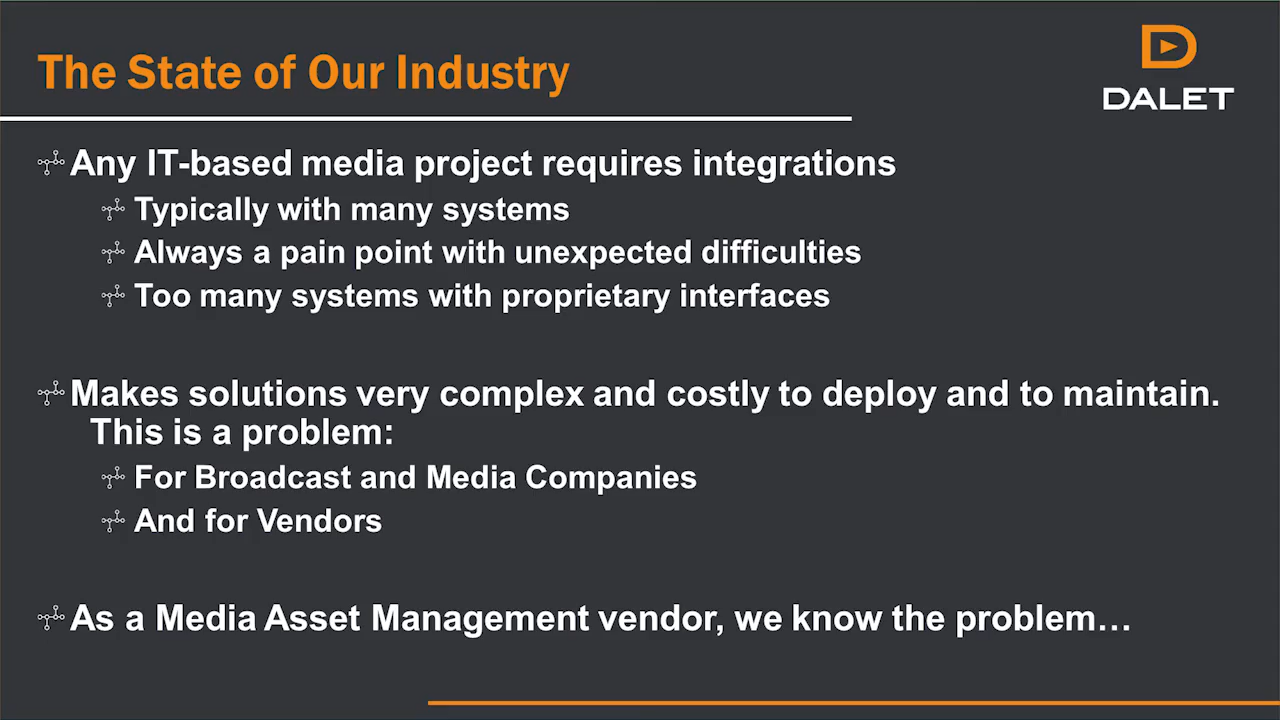 The State of Our Industry
DALET
Any IT-based media project requires integrations
Typically with many systems
Always a pain point with unexpected difficulties
Too many systems with proprietary interfaces
Makes solutions very complex and costly to deploy and to maintain.
This is a problem:
For Broadcast and Media Companies
And for Vendors
As a Media Asset Management vendor, we know the problem…